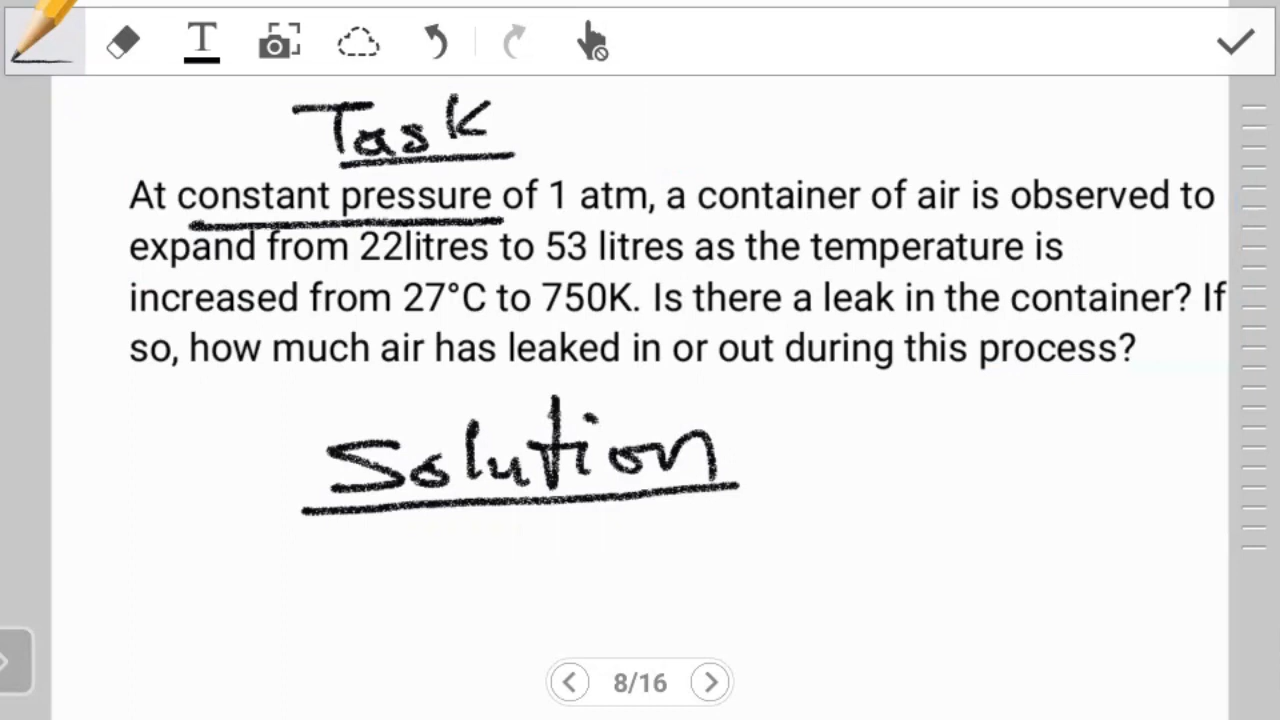 T
Task
At constant pressure of 1 atm, a container of air is observed to
expand from 22litres to 53 litres as the temperature is
increased from 27°C to 750K. Is there a leak in the container? If
so, how much air has leaked in or out during this process?
Solution
8/16